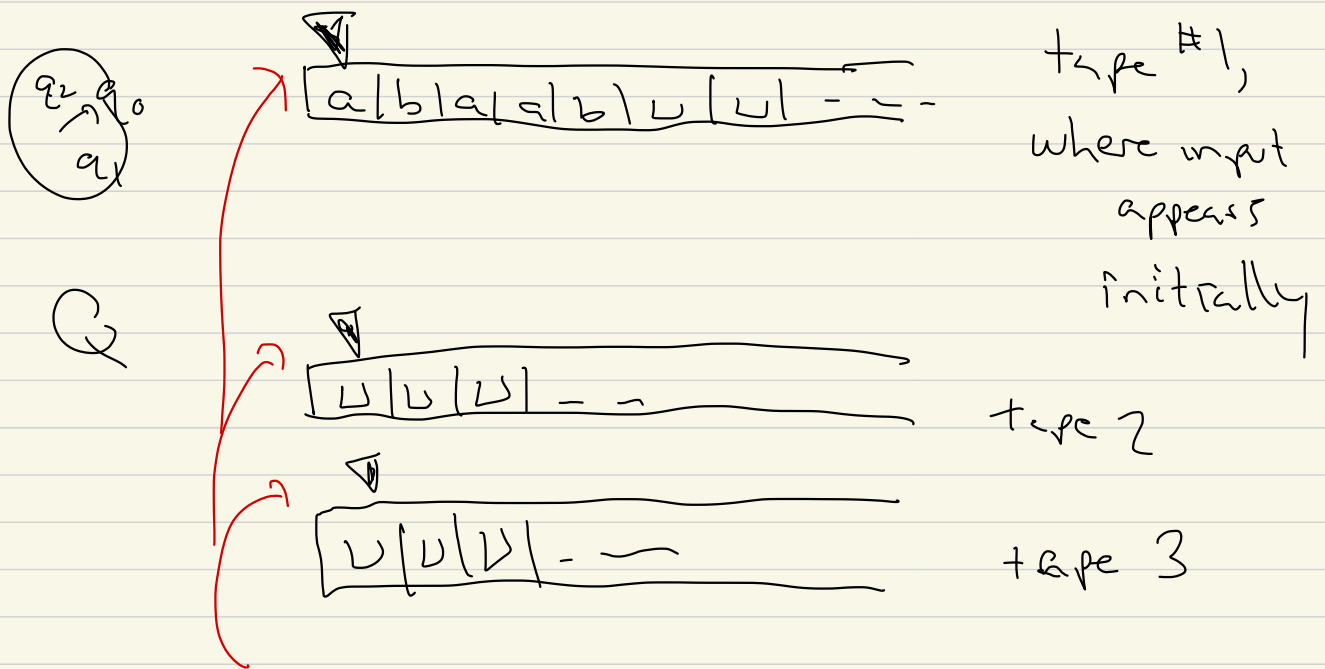 tape #1,
q₂ q₀
a|b|a|a|b|⊔|⊔| - - -
q₁
where input
appears
initially
Q
⊔|⊔|⊔| - -
tape 2
⊔|⊔|⊔| - —
tape 3